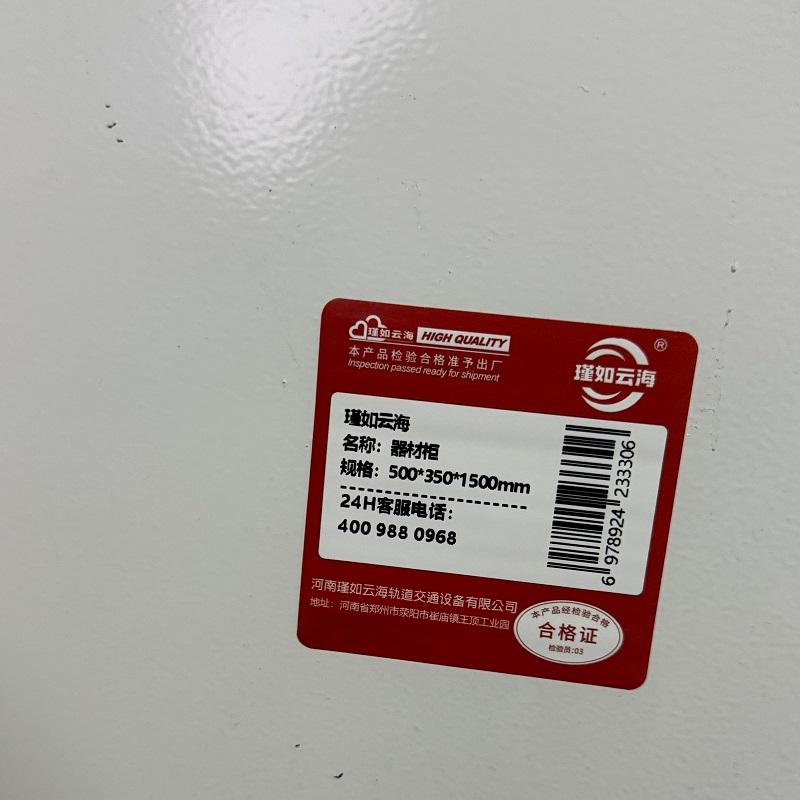 瑾如云海 HIGH QUALITY
本产品检验合格准予出厂
Inspection passed ready for shipment
瑾如云海®
瑾如云海
名称：器材柜
规格：500*350*1500mm
24H客服电话：
400 988 0968
6 978924 233306
河南瑾如云海轨道交通设备有限公司
地址：河南省郑州市荥阳市崔庙镇王顶工业园
本产品经检验合格
合格证
检验员:03